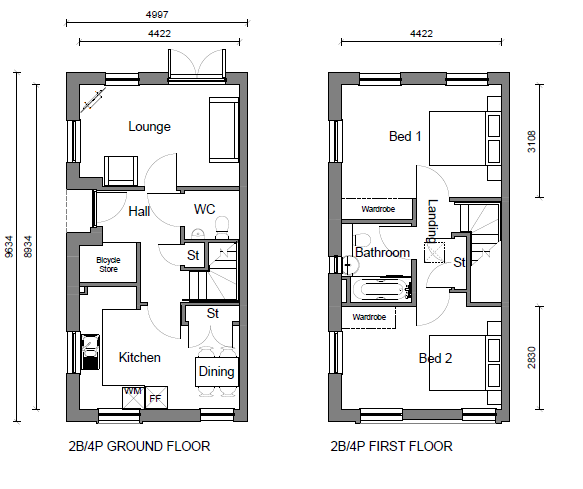 4997
4422
4422
9634
8934
3108
2830
Lounge
Hall
WC
Bicycle
Store
St
St
Kitchen
Dining
WM
FF
Bed 1
Wardrobe
Landing
Bathroom
St
Wardrobe
Bed 2
2B/4P GROUND FLOOR
2B/4P FIRST FLOOR